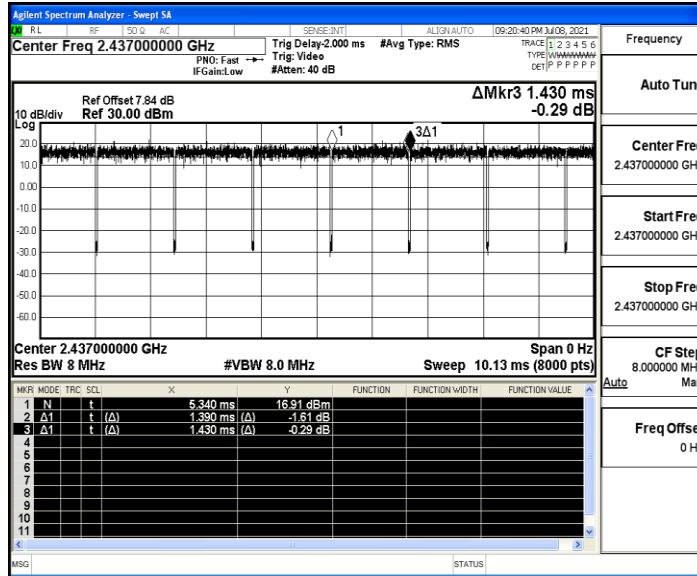 Agilent Spectrum Analyzer - Swept SA
RL RF 50 Ω AC SENSE:INT ALIGN AUTO 09:20:40 PM Jul 08, 2021
Center Freq 2.437000000 GHz
PNO: Fast
IFGain:Low
Trig Delay-2.000 ms
Trig: Video
#Atten: 40 dB
#Avg Type: RMS
TRACE 1 2 3 4 5 6
TYPE WWWWWW
DET P P P P P P
ΔMkr3 1.430 ms
-0.29 dB
Ref Offset 7.84 dB
10 dB/div Ref 30.00 dBm
Log
1
3Δ1
20.0
10.0
0.00
-10.0
-20.0
-30.0
-40.0
-50.0
-60.0
Center 2.437000000 GHz Span 0 Hz
Res BW 8 MHz #VBW 8.0 MHz Sweep 10.13 ms (8000 pts)
MKR MODE TRC SCL X Y FUNCTION FUNCTION WIDTH FUNCTION VALUE
1 N t 5.340 ms 16.91 dBm
2 Δ1 t (Δ) 1.390 ms (Δ) -1.61 dB
3 Δ1 t (Δ) 1.430 ms (Δ) -0.29 dB
4
5
6
7
8
9
10
11
MSG STATUS
Frequency
Auto Tun
Center Fre
2.437000000 GH
Start Fre
2.437000000 GH
Stop Fre
2.437000000 GH
CF Step
8.000000 MH
Auto Ma
Freq Offse
0 H